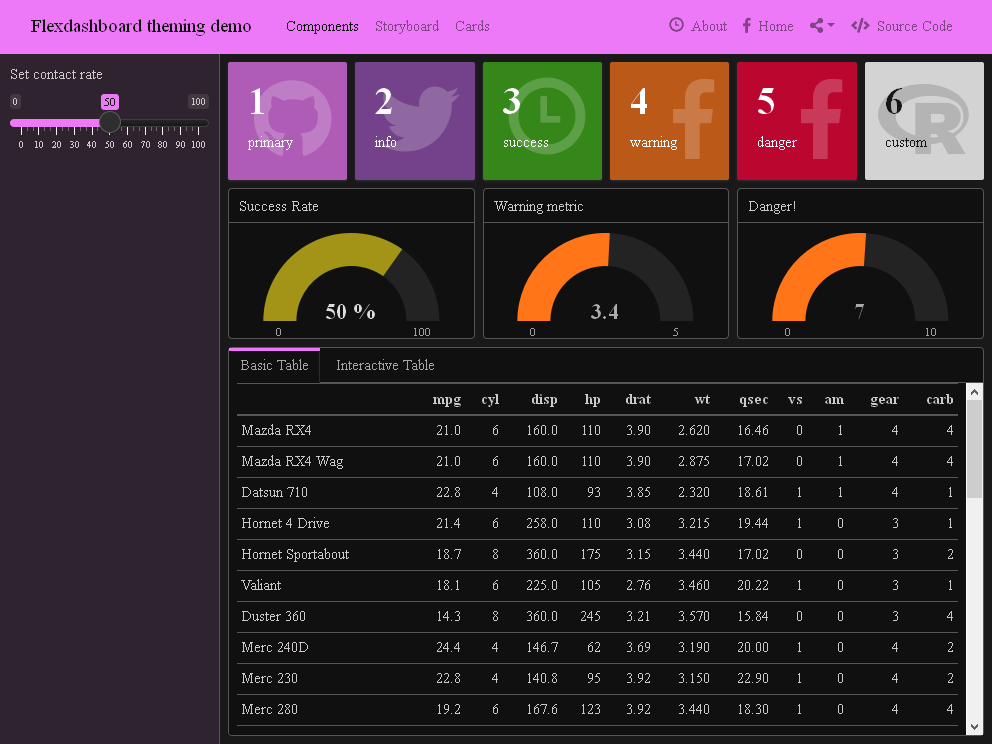 Flexdashboard theming demo Components Storyboard Cards About Home Source Code
Set contact rate
0 50 100
0 10 20 30 40 50 60 70 80 90 100
1 2 3 4 5 6
primary info success warning danger custom
Success Rate Warning metric Danger!
50 % 3.4 7
0 100 0 5 0 10
Basic Table Interactive Table
mpg cyl disp hp drat wt qsec vs am gear carb
Mazda RX4 21.0 6 160.0 110 3.90 2.620 16.46 0 1 4 4
Mazda RX4 Wag 21.0 6 160.0 110 3.90 2.875 17.02 0 1 4 4
Datsun 710 22.8 4 108.0 93 3.85 2.320 18.61 1 1 4 1
Hornet 4 Drive 21.4 6 258.0 110 3.08 3.215 19.44 1 0 3 1
Hornet Sportabout 18.7 8 360.0 175 3.15 3.440 17.02 0 0 3 2
Valiant 18.1 6 225.0 105 2.76 3.460 20.22 1 0 3 1
Duster 360 14.3 8 360.0 245 3.21 3.570 15.84 0 0 3 4
Merc 240D 24.4 4 146.7 62 3.69 3.190 20.00 1 0 4 2
Merc 230 22.8 4 140.8 95 3.92 3.150 22.90 1 0 4 2
Merc 280 19.2 6 167.6 123 3.92 3.440 18.30 1 0 4 4